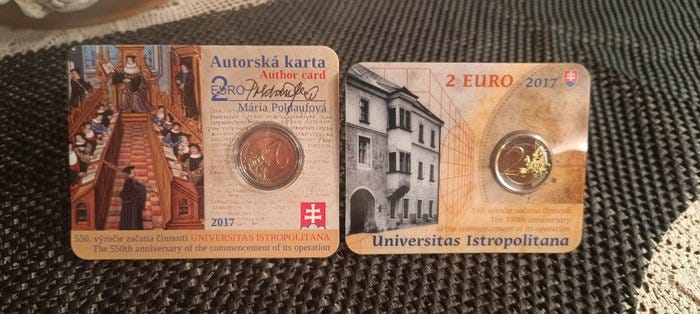 Autorská karta
Author card
2
EURO
Mária Poldaufová
2017
550. výročie začatia činnosti UNIVERSITAS ISTROPOLITANA
The 550th anniversary of the commencement of its operation
2 EURO 2017
2
550. výročie začatia činnosti
The 550th anniversary
of the commencement of its operation
Universitas Istropolitana